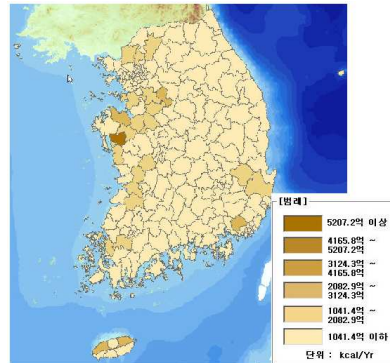 [범례]
5207.2억 이상
4165.8억 ~
5207.2억
3124.3억 ~
4165.8억
2082.9억 ~
3124.3억
1041.4억 ~
2082.9억
1041.4억 이하
단위 : kcal/Yr